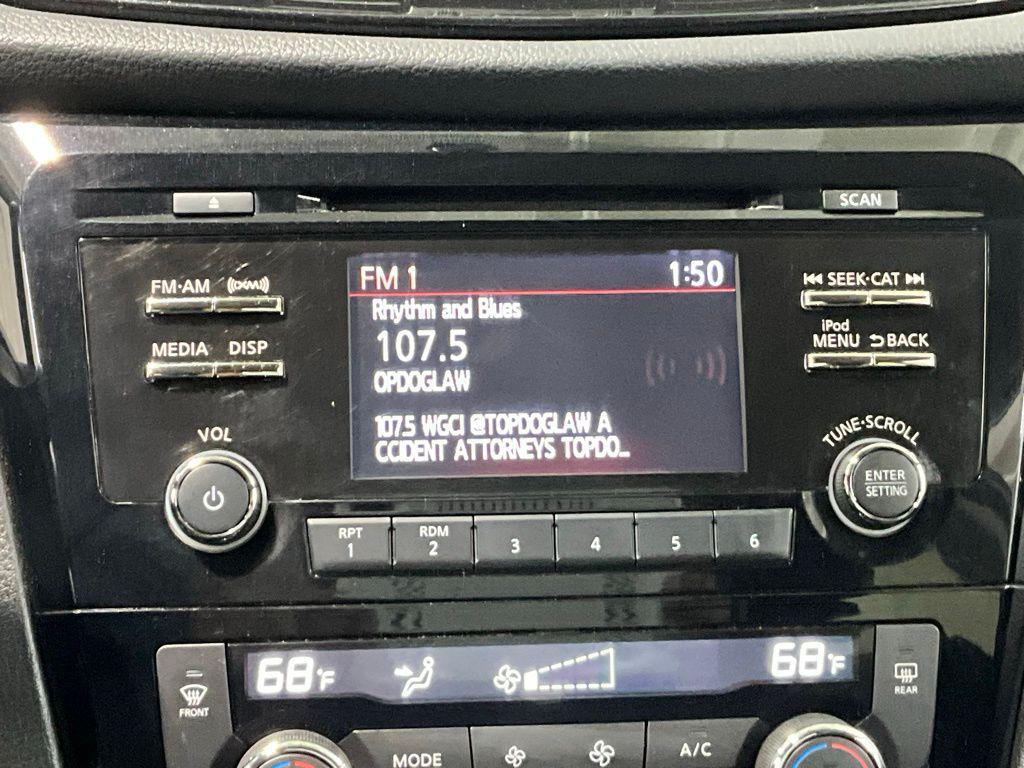 SCAN
FM·AM ((XM))
MEDIA DISP
VOL
FM 1 1:50
Rhythm and Blues
107.5
OPDOGLAW
107.5 WGCI @TOPDOGLAW A
CCIDENT ATTORNEYS TOPDO...
SEEK·CAT
iPod
MENU BACK
TUNE·SCROLL
ENTER
SETTING
RPT
1
RDM
2
3
4
5
6
68°F 68°F
FRONT
REAR
MODE
A/C